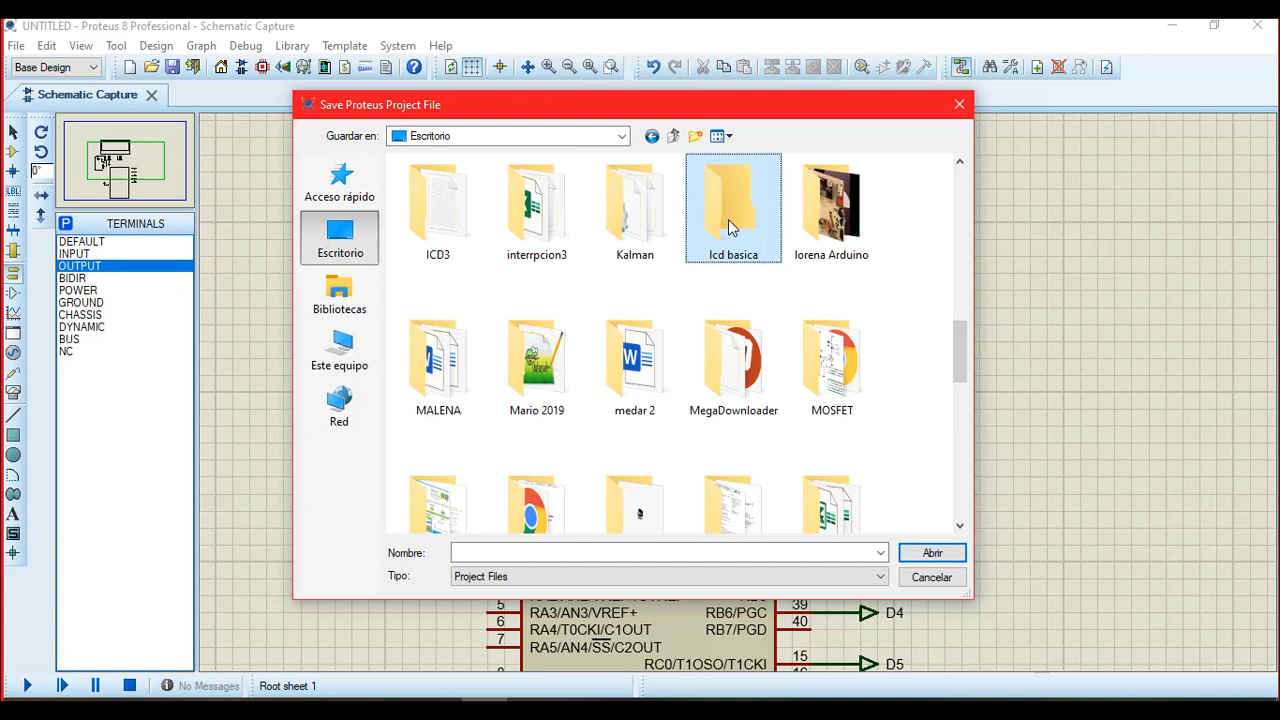 UNTITLED - Proteus 8 Professional - Schematic Capture
File Edit View Tool Design Graph Debug Library Template System Help
Base Design
Schematic Capture
Save Proteus Project File
Guardar en: Escritorio
0°
LBL
P TERMINALS
DEFAULT
INPUT
OUTPUT
BIDIR
POWER
GROUND
CHASSIS
DYNAMIC
BUS
NC
A
S
Acceso rápido
Escritorio
Bibliotecas
Este equipo
Red
ICD3 interrpcion3 Kalman lcd basica lorena Arduino
MALENA Mario 2019 medar 2 MegaDownloader MOSFET
Nombre: Abrir
Tipo: Project Files Cancelar
5 RA3/AN3/VREF+ RB6/PGC 39 D4
6 RA4/T0CKI/C1OUT RB7/PGD 40
7 RA5/AN4/SS/C2OUT
RC0/T1OSO/T1CKI 15 D5
No Messages Root sheet 1